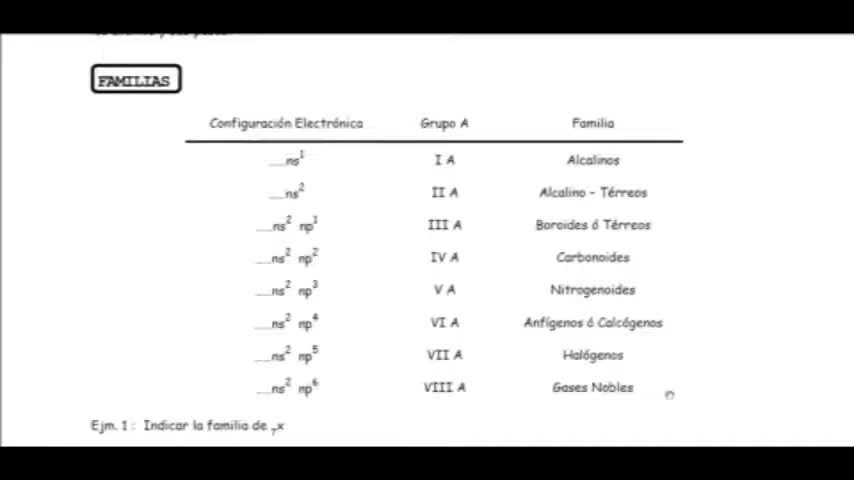 FAMILIAS
Configuración Electrónica Grupo A Familia
__ns¹ I A Alcalinos
__ns² II A Alcalino - Térreos
__ns² np¹ III A Boroides ó Térreos
__ns² np² IV A Carbonoides
__ns² np³ V A Nitrogenoides
__ns² np⁴ VI A Anfígenos ó Calcógenos
__ns² np⁵ VII A Halógenos
__ns² np⁶ VIII A Gases Nobles
Ejm. 1 : Indicar la familia de ₇x